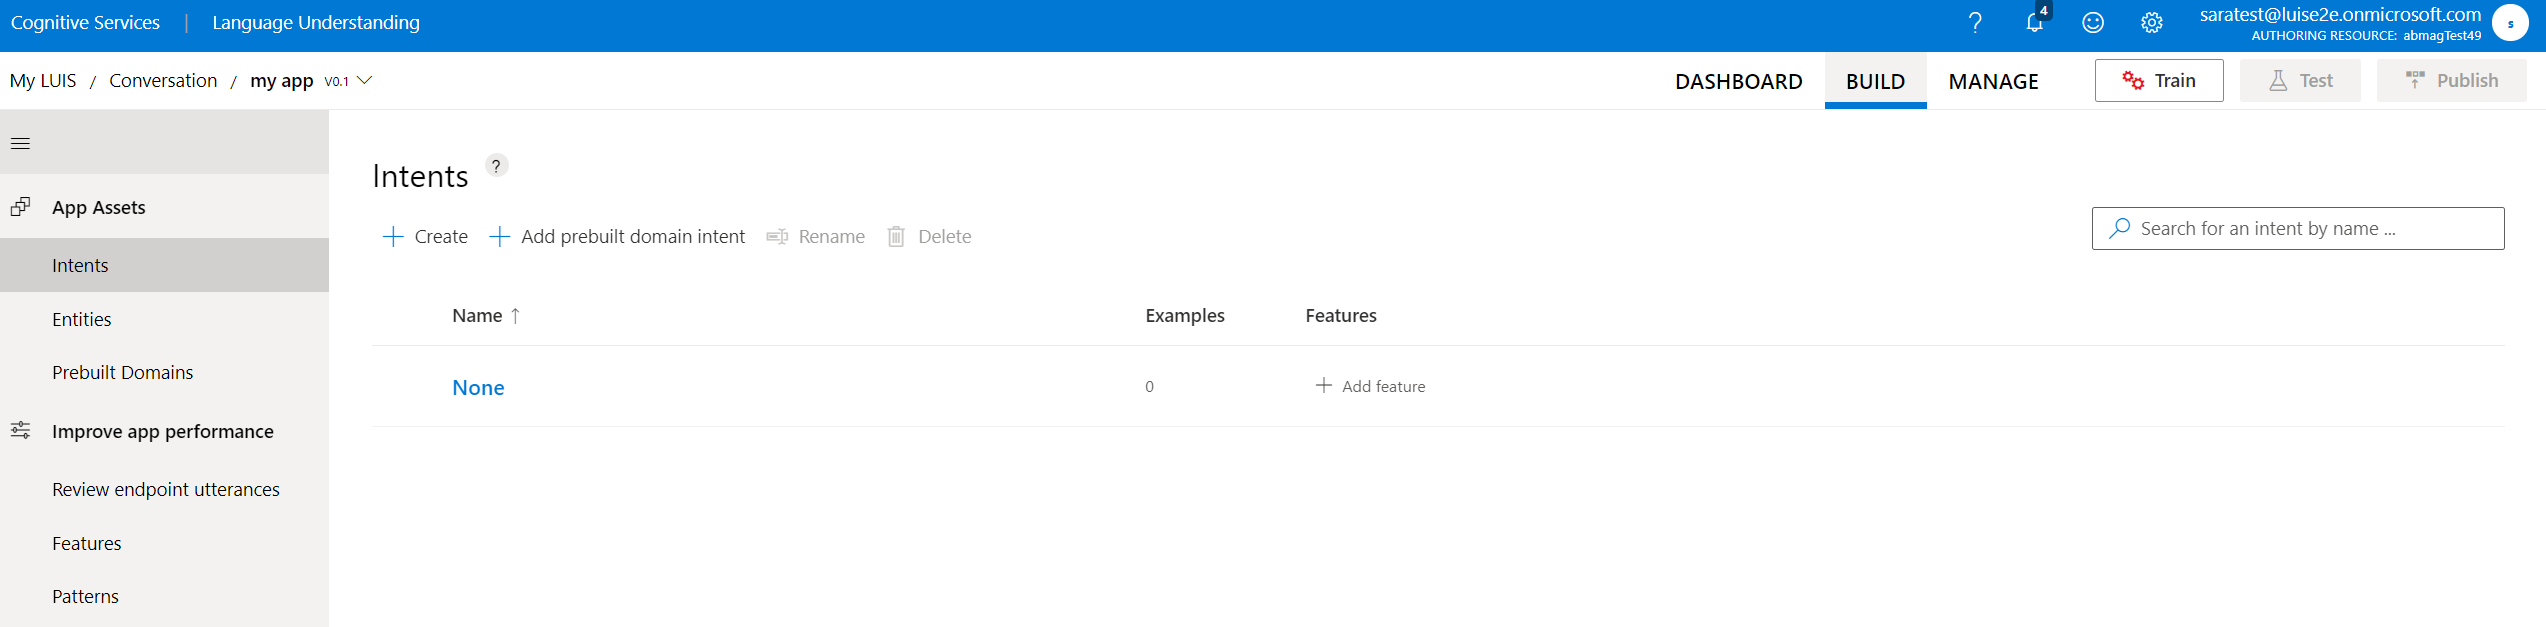 Cognitive Services | Language Understanding
? 4 saratest@luise2e.onmicrosoft.com
AUTHORING RESOURCE: abmagTest49 s
My LUIS / Conversation / my app V0.1
DASHBOARD BUILD MANAGE Train Test Publish
App Assets
Intents
Entities
Prebuilt Domains
Improve app performance
Review endpoint utterances
Features
Patterns
Intents ?
Create Add prebuilt domain intent Rename Delete
Search for an intent by name ...
Name ↑ Examples Features
None 0 + Add feature